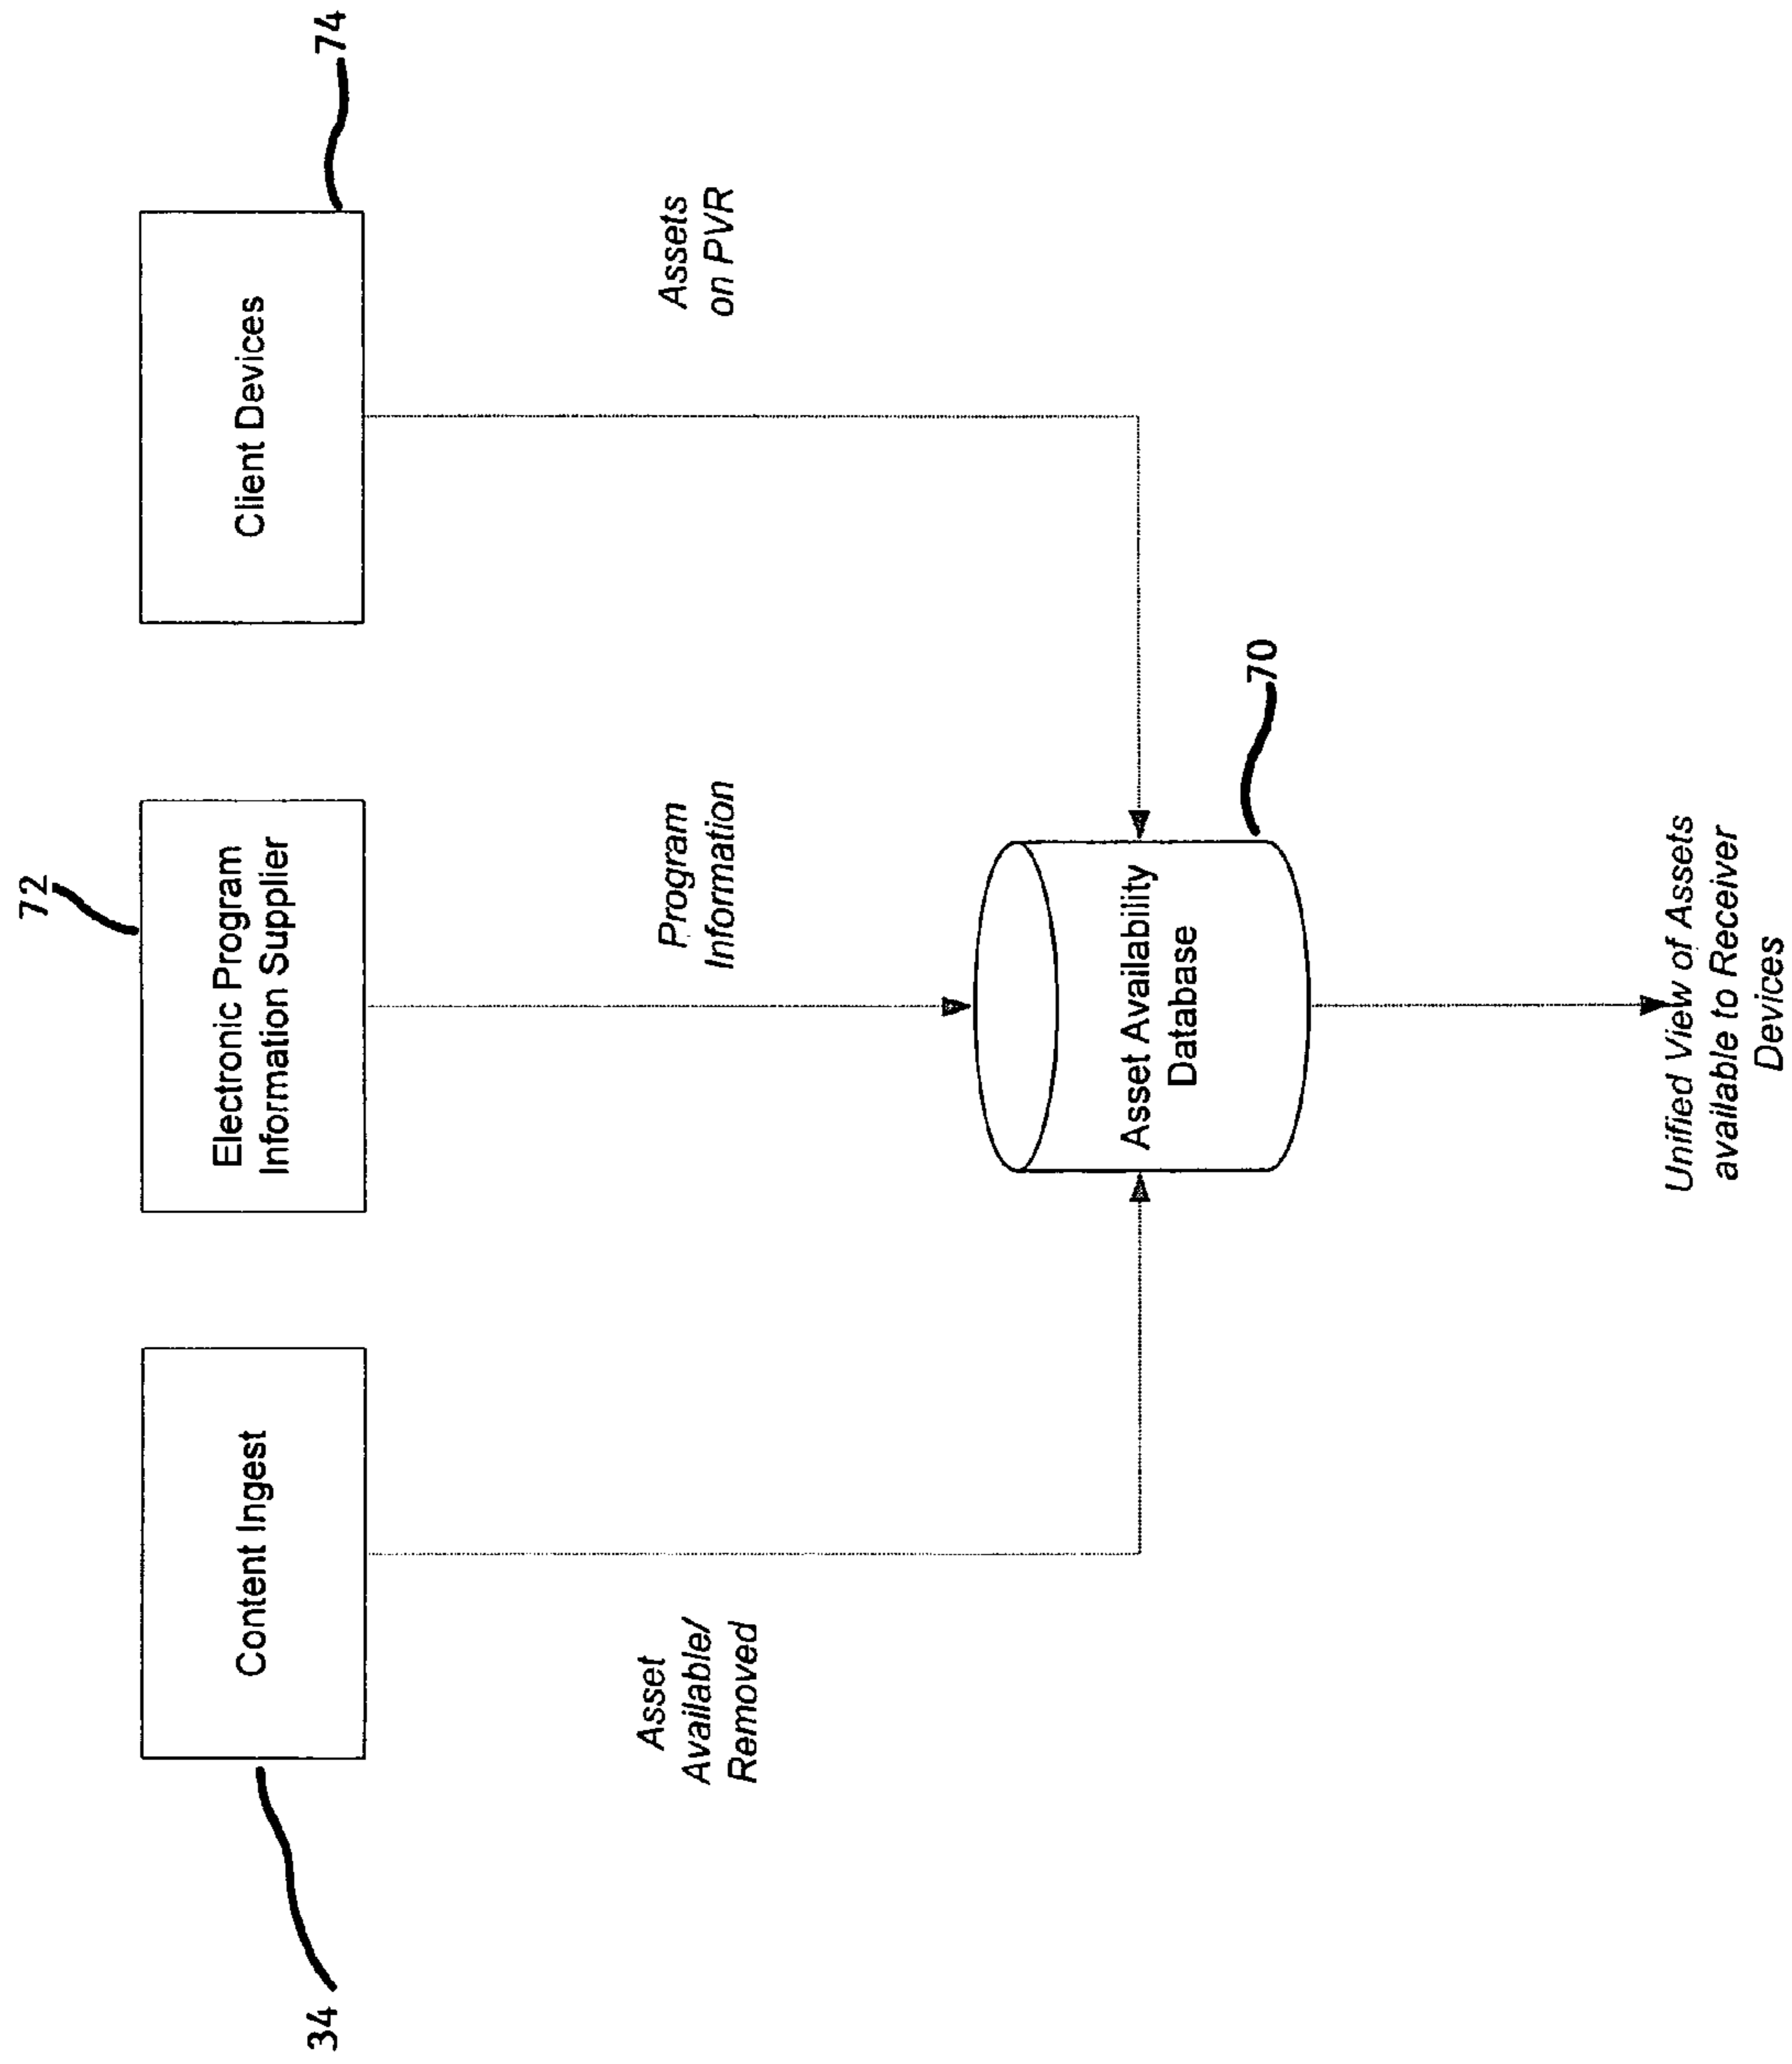 34
Content Ingest
72
Electronic Program
Information Supplier
74
Client Devices
Asset
Available/
Removed
Program
Information
Assets
on PVR
Asset Availability
Database
70
Unified View of Assets
available to Receiver
Devices